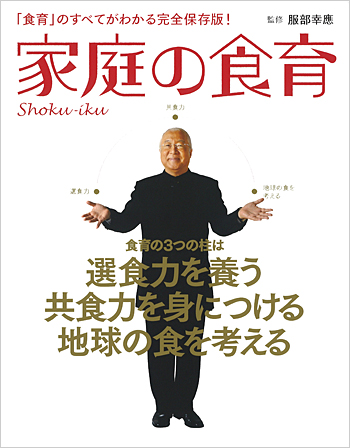 「食育」のすべてがわかる完全保存版!
監修 服部幸應
家庭の食育
Shoku-iku
共食力
選食力
地球の食を
考える
食育の3つの柱は
選食力を養う
共食力を身につける
地球の食を考える